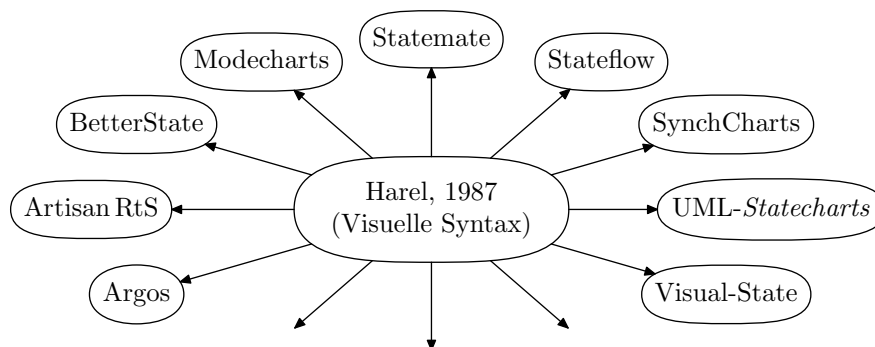 Statemate
Modecharts
Stateflow
BetterState
SynchCharts
Harel, 1987
(Visuelle Syntax)
Artisan RtS
UML-Statecharts
Argos
Visual-State